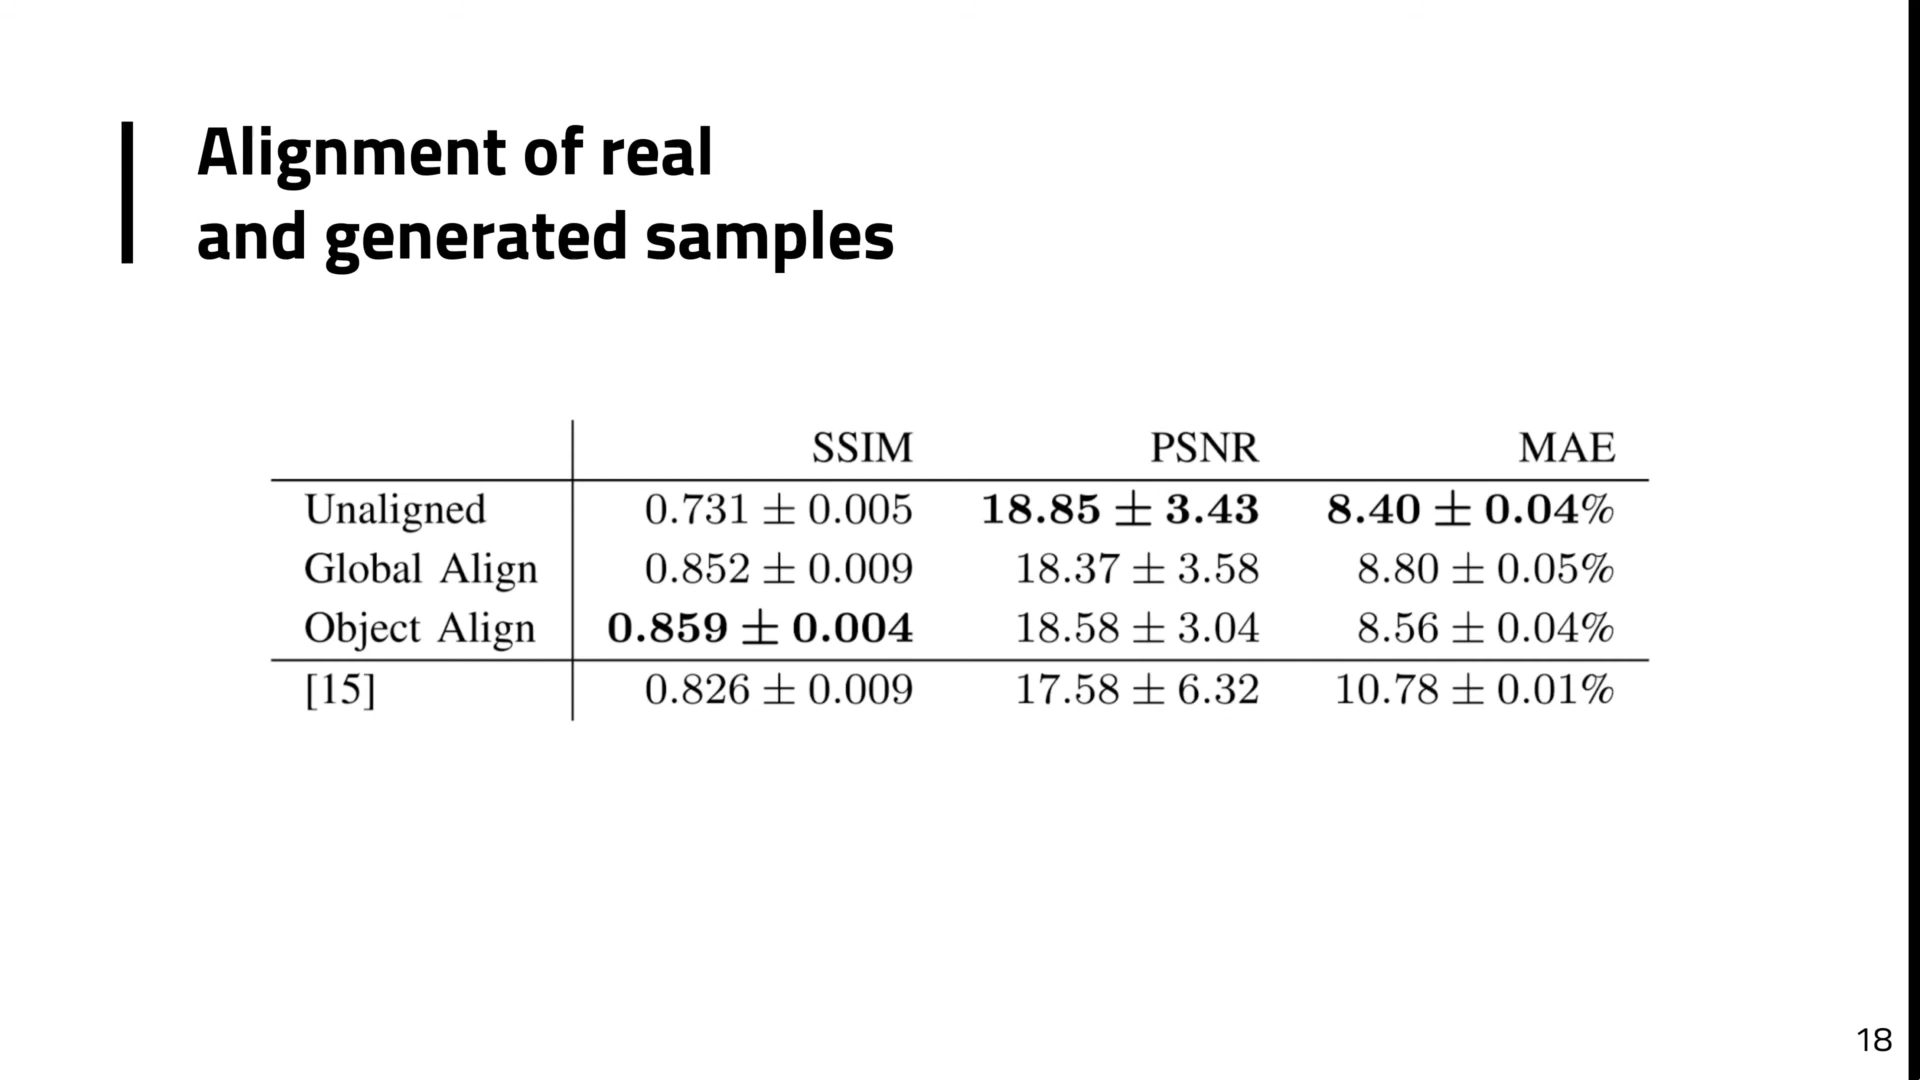 Alignment of real
and generated samples
SSIM PSNR MAE
Unaligned 0.731 ± 0.005 18.85 ± 3.43 8.40 ± 0.04%
Global Align 0.852 ± 0.009 18.37 ± 3.58 8.80 ± 0.05%
Object Align 0.859 ± 0.004 18.58 ± 3.04 8.56 ± 0.04%
[15] 0.826 ± 0.009 17.58 ± 6.32 10.78 ± 0.01%
18